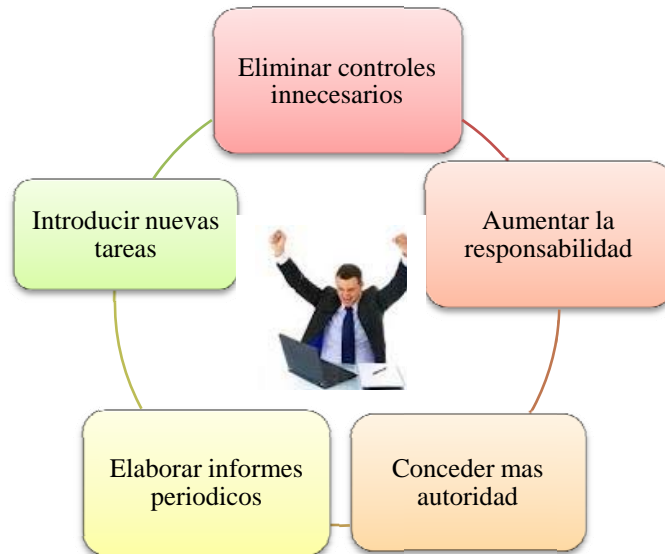 Eliminar controles
innecesarios
Aumentar la
responsabilidad
Conceder mas
autoridad
Elaborar informes
periodicos
Introducir nuevas
tareas